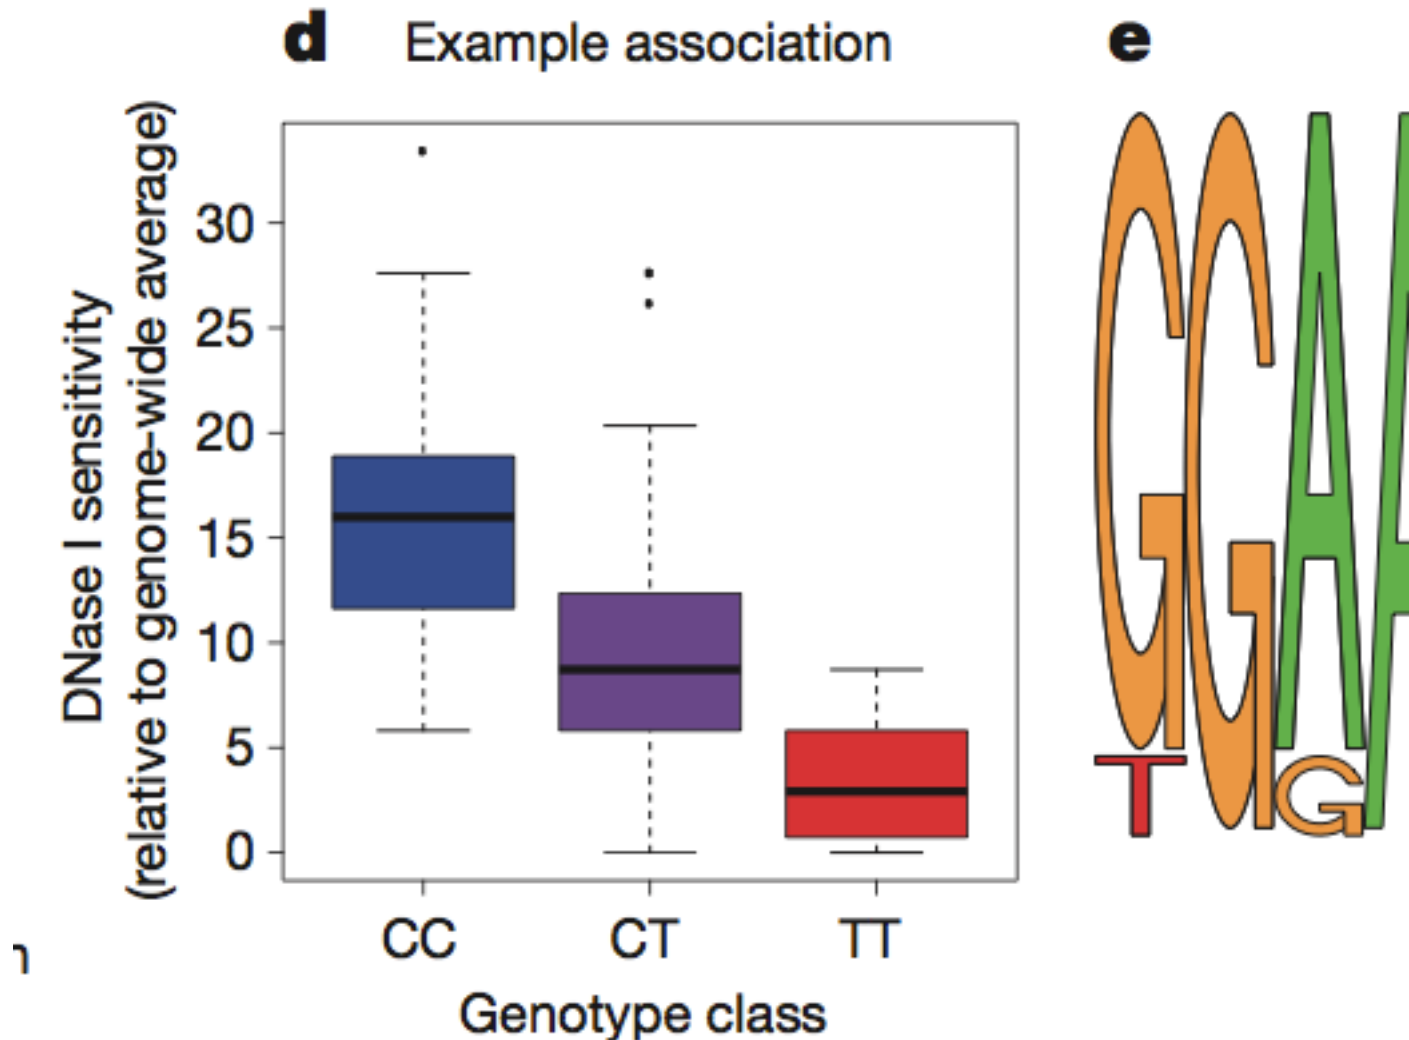 d Example association
e
DNase I sensitivity
(relative to genome-wide average)
30
25
20
15
10
5
0
CC CT TT
Genotype class
G G A A
T G
n